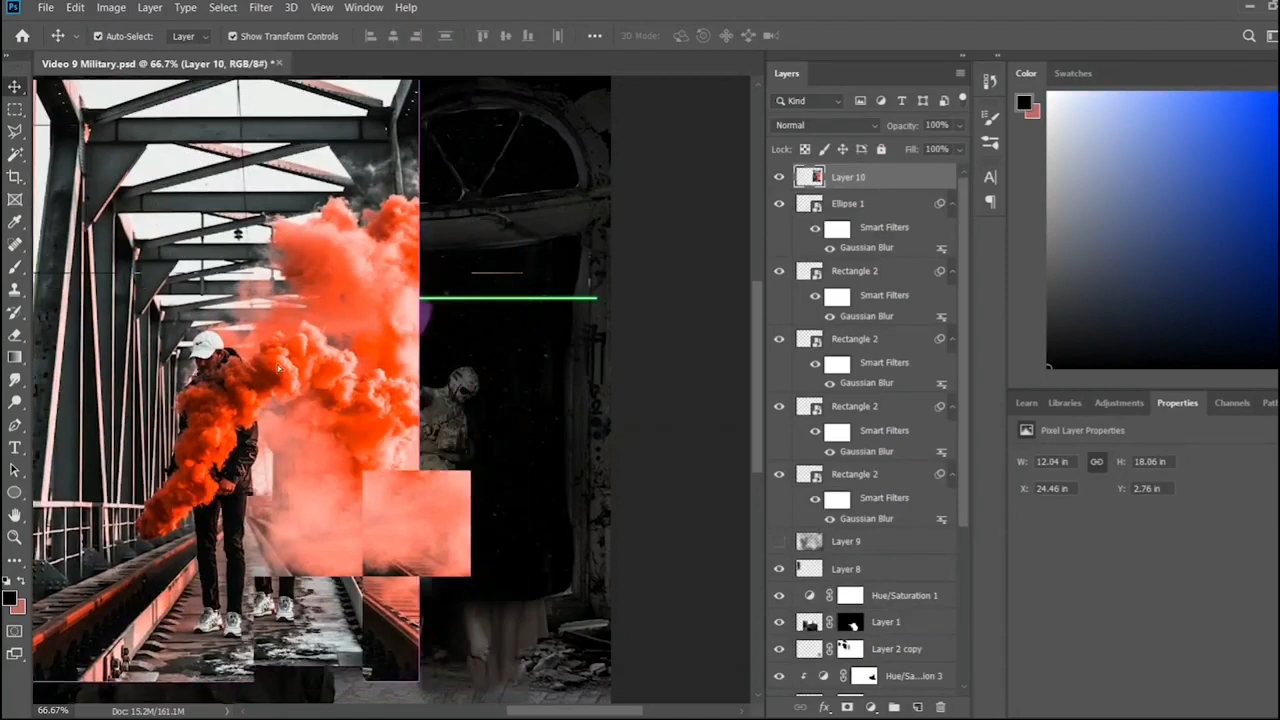 Ps File Edit Image Layer Type Select Filter 3D View Window Help
Auto-Select: Layer Show Transform Controls 3D Mode:
Video 9 Military.psd @ 66.7% (Layer 10, RGB/8#) *
Layers
Color Swatches
Kind
Normal Opacity: 100%
Lock: Fill: 100%
Layer 10
Ellipse 1
Smart Filters
Gaussian Blur
Rectangle 2
Smart Filters
Gaussian Blur
Rectangle 2
Smart Filters
Gaussian Blur
Rectangle 2
Smart Filters
Gaussian Blur
Rectangle 2
Smart Filters
Gaussian Blur
Layer 9
Layer 8
Hue/Saturation 1
Layer 1
Layer 2 copy
Hue/Sa...ion 3
Learn Libraries Adjustments Properties Channels Pat
Pixel Layer Properties
W: 12.04 in H: 18.06 in
X: 24.46 in Y: 2.76 in
66.67% Doc: 15.2M/161.1M